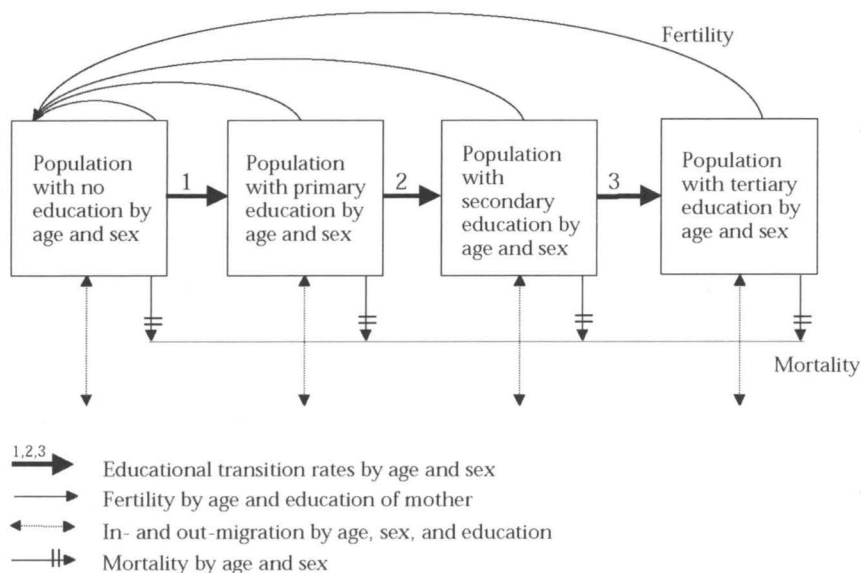 Fertility
Population
with no
education by
age and sex
1
Population
with primary
education by
age and sex
2
Population
with
secondary
education by
age and sex
3
Population
with tertiary
education by
age and sex
Mortality
1,2,3
Educational transition rates by age and sex
Fertility by age and education of mother
In- and out-migration by age, sex, and education
Mortality by age and sex